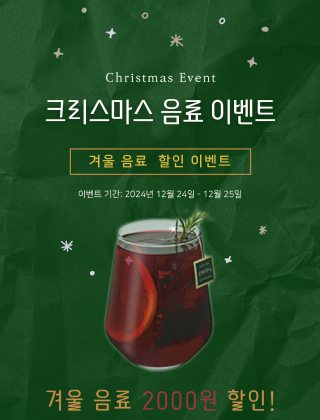 Christmas Event
크리스마스 음료 이벤트
겨울 음료 할인 이벤트
이벤트 기간: 2024년 12월 24일 - 12월 25일
겨울 음료 2000원 할인!